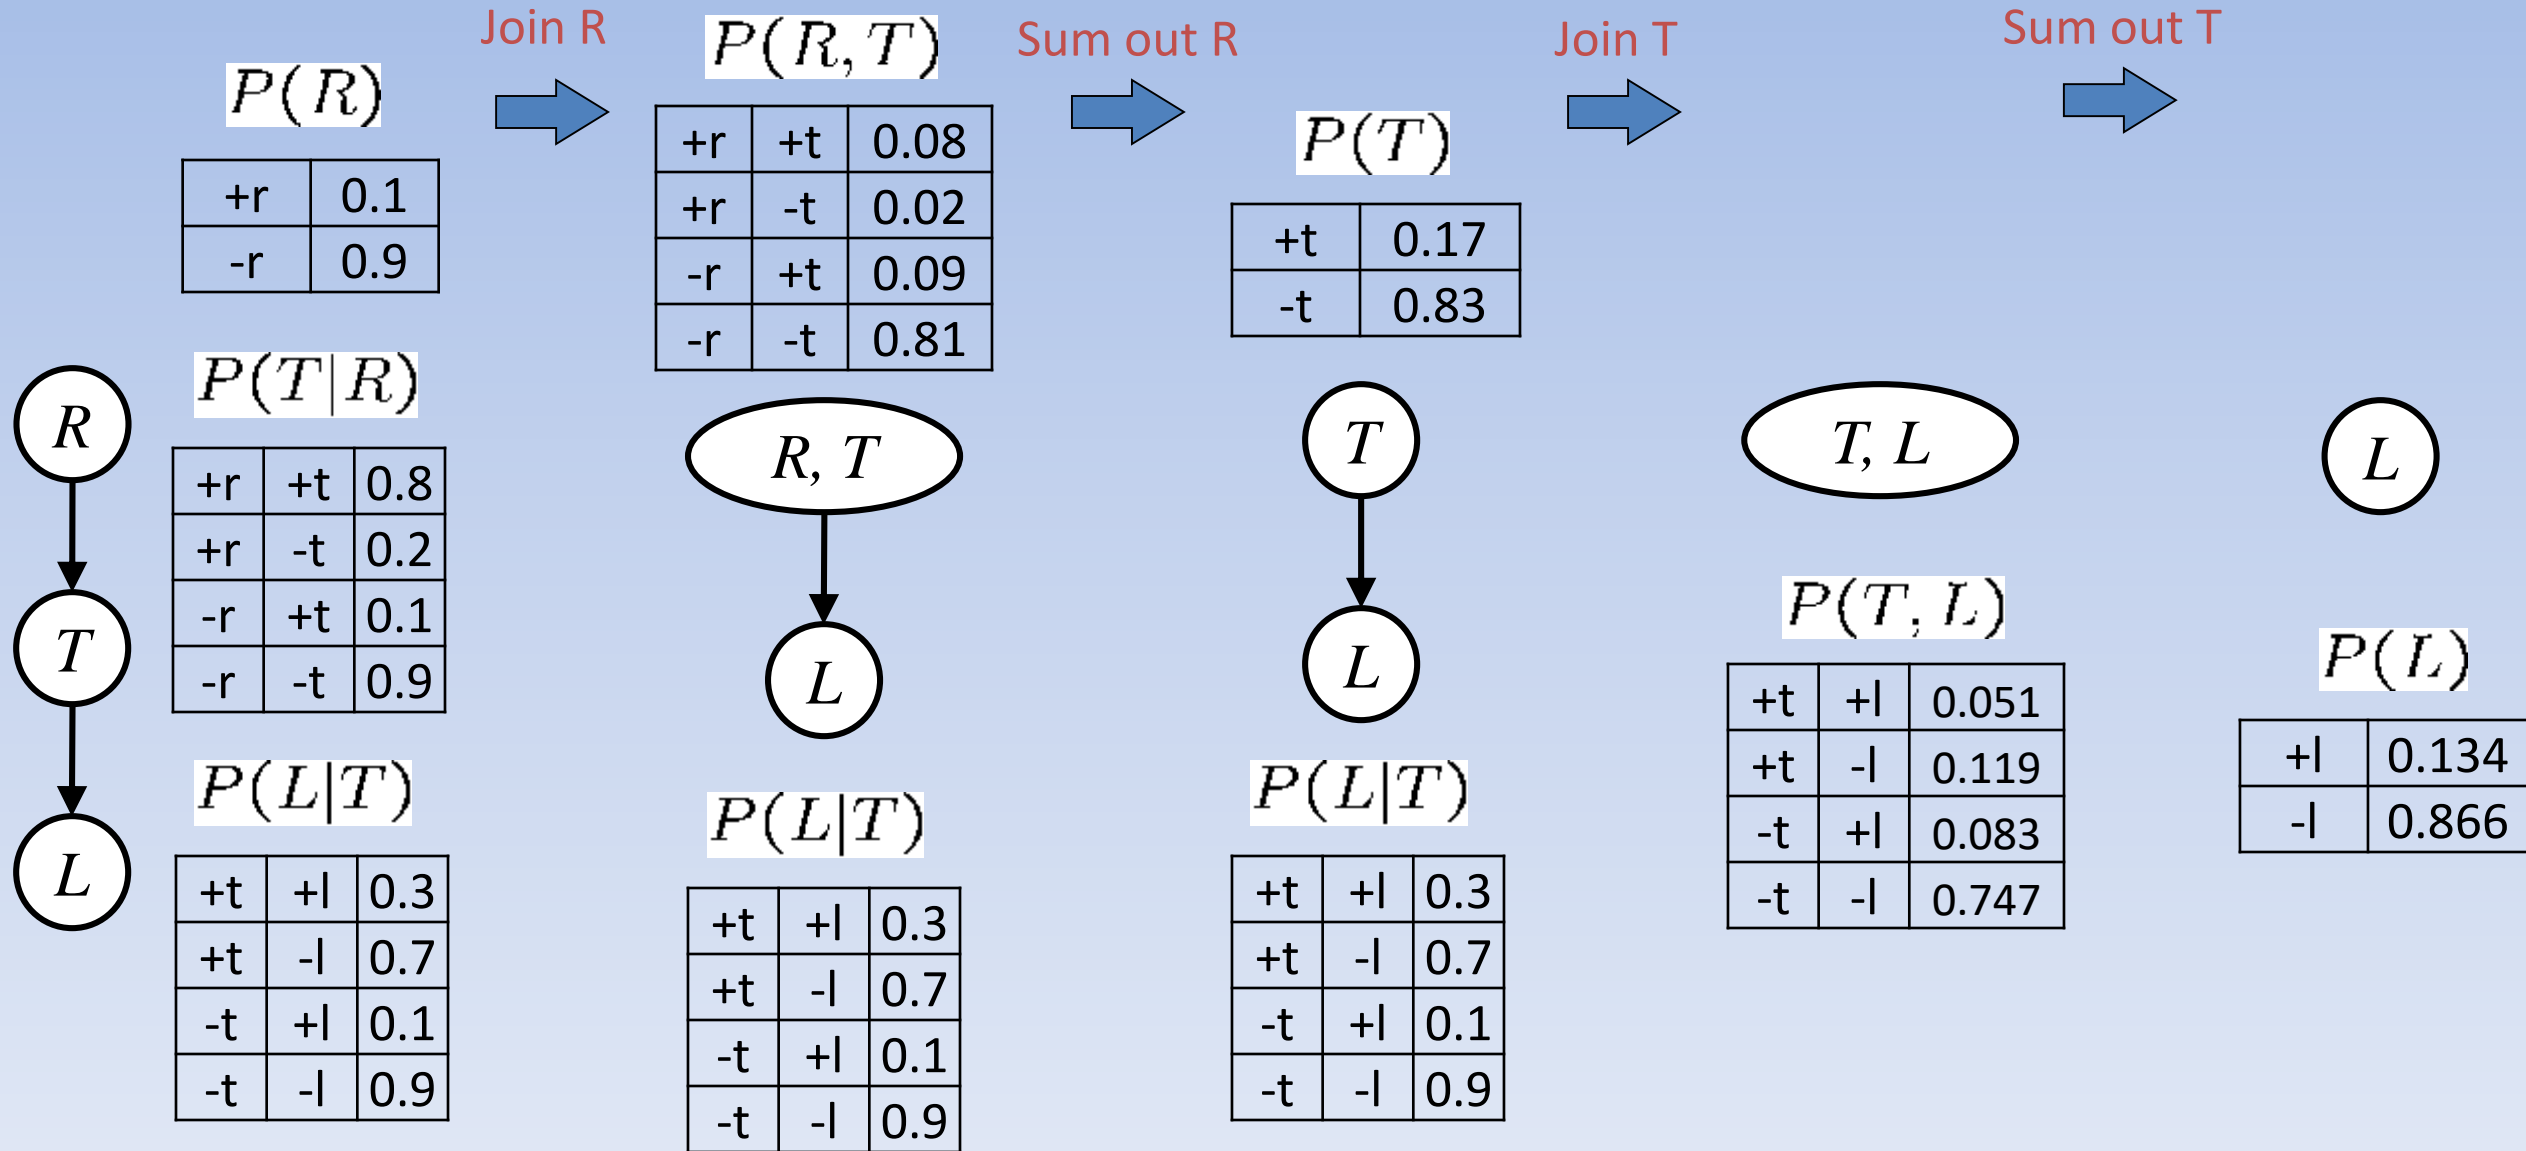 Join R
Sum out R
Join T
Sum out T
P(R)
+r 0.1
-r 0.9
P(T|R)
+r +t 0.8
+r -t 0.2
-r +t 0.1
-r -t 0.9
P(L|T)
+t +l 0.3
+t -l 0.7
-t +l 0.1
-t -l 0.9
R
T
L
P(R,T)
+r +t 0.08
+r -t 0.02
-r +t 0.09
-r -t 0.81
R, T
L
P(L|T)
+t +l 0.3
+t -l 0.7
-t +l 0.1
-t -l 0.9
P(T)
+t 0.17
-t 0.83
T
L
P(L|T)
+t +l 0.3
+t -l 0.7
-t +l 0.1
-t -l 0.9
T, L
P(T, L)
+t +l 0.051
+t -l 0.119
-t +l 0.083
-t -l 0.747
L
P(L)
+l 0.134
-l 0.866